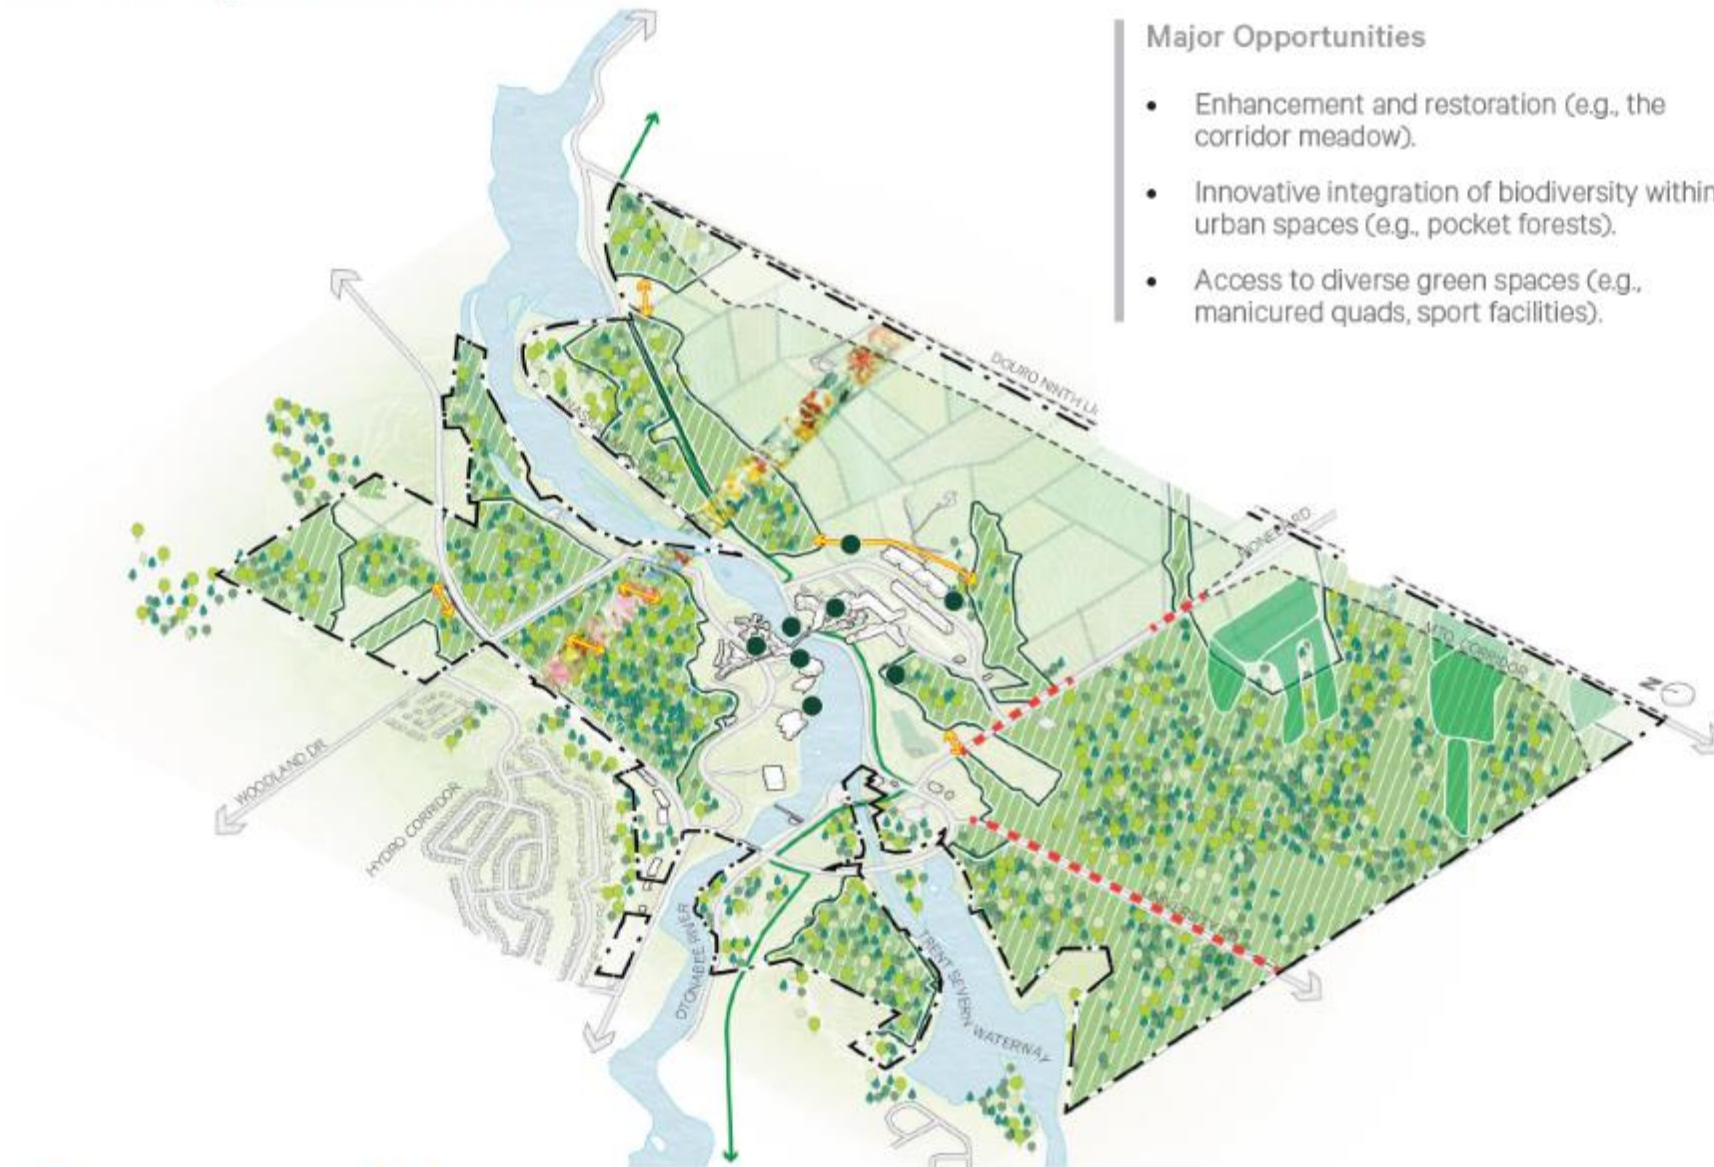 Major Opportunities
• Enhancement and restoration (e.g., the
corridor meadow).
• Innovative integration of biodiversity within
urban spaces (e.g., pocket forests).
• Access to diverse green spaces (e.g.,
manicured quads, sport facilities).
DOURO NINTH
MTO. CORRIDOR
N
WOODLAND DR
HYDRO CORRIDOR
OTONABEE RIVER
TRENT SEVERN WATERWAY